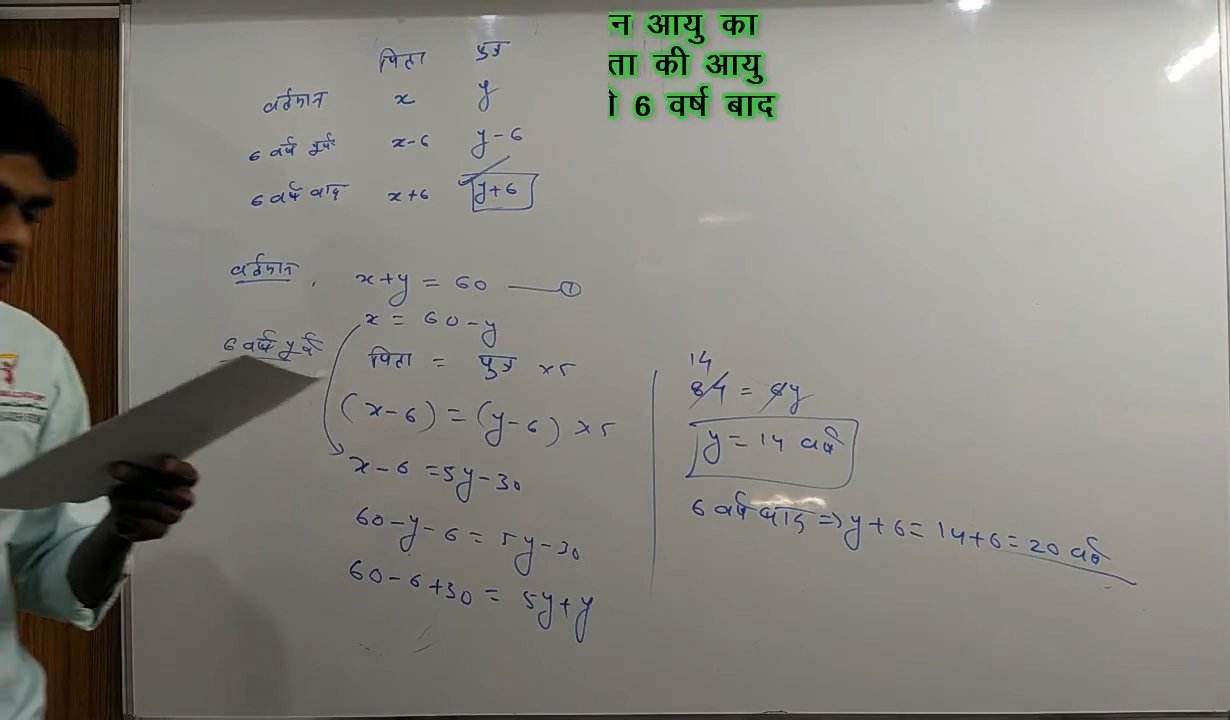 न आयु का
ता की आयु
6 वर्ष बाद
पिता पुत्र
वर्तमान x y
6 वर्ष पूर्व x-6 y-6
6 वर्ष बाद x+6 y+6
वर्तमान, x+y = 60 — ①
x = 60-y
6 वर्ष पूर्व
पिता = पुत्र ×5
(x-6) = (y-6) ×5
x-6 = 5y-30
60-y-6 = 5y-30
60-6+30 = 5y+y
14
84 = 6y
y = 14 वर्ष
6 वर्ष बाद ⇒ y+6 = 14+6 = 20 वर्ष